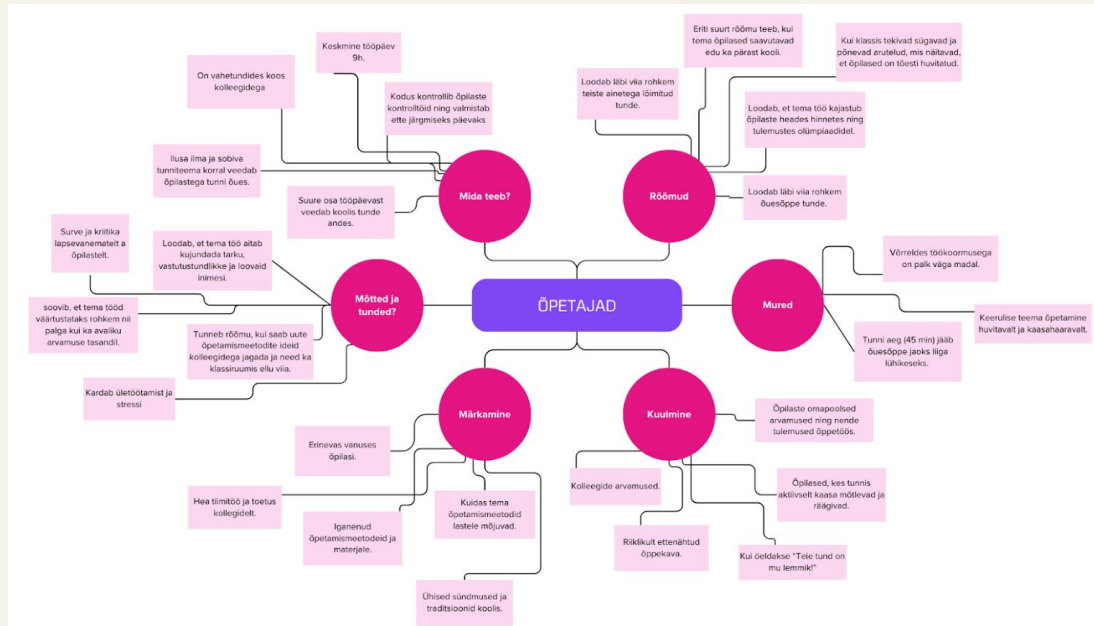 Keskmine tööpäev
9h.
On vahetundides koos
kolleegidega
Kodus kontrollib õpilaste
kontrolltöid ning valmistab
ette järgmiseks päevaks
Ilusa ilma ja sobiva
tunniteema korral veedab
õpilastega tunni õues.
Suure osa tööpäevast
veedab koolis tunde
andes.
Mida teeb?
Eriti suurt rõõmu teeb, kui
tema õpilased saavutavad
edu ka pärast kooli.
Kui klassis tekivad sügavad ja
põnevad arutelud, mis näitavad,
et õpilased on tõesti huvitatud.
Loodab läbi viia rohkem
teiste ainetega lõimitud
tunde.
Loodab, et tema töö kajastub
õpilaste heades hinnetes ning
tulemustes olümpiaadidel.
Loodab läbi viia rohkem
õuesõppe tunde.
Rõõmud
Surve ja kriitika
lapsevanematelt a
õpilastelt.
Loodab, et tema töö aitab
kujundada tarku,
vastutustundlikke ja loovaid
inimesi.
soovib, et tema tööd
väärtustataks rohkem nii
palga kui ka avaliku
arvamuse tasandil.
Tunneb rõõmu, kui saab uute
õpetamismeetodite ideid
kolleegidega jagada ja need ka
klassiruumis ellu viia.
Kardab ületöötamist ja
stressi
Mõtted ja
tunded?
ÕPETAJAD
Mured
Võrreldes töökoormusega
on palk väga madal.
Keerulise teema õpetamine
huvitavalt ja kaasahaaravalt.
Tunni aeg (45 min) jääb
õuesõppe jaoks liiga
lühikeseks.
Märkamine
Erinevas vanuses
õpilasi.
Hea tiimitöö ja toetus
kollegidelt.
Iganenud
õpetamismeetodeid ja
materjale.
Kuidas tema
õpetamismeetodid
lastele mõjuvad.
Ühised sündmused ja
traditsioonid koolis.
Kuulmine
Õpilaste omapoolsed
arvamused ning nende
tulemused õppetöös.
Kolleegide arvamused.
Õpilased, kes tunnis
aktiivselt kaasa mõtlevad ja
räägivad.
Riiklikult ettenähtud
õppekava.
Kui öeldakse “Teie tund on
mu lemmik!”